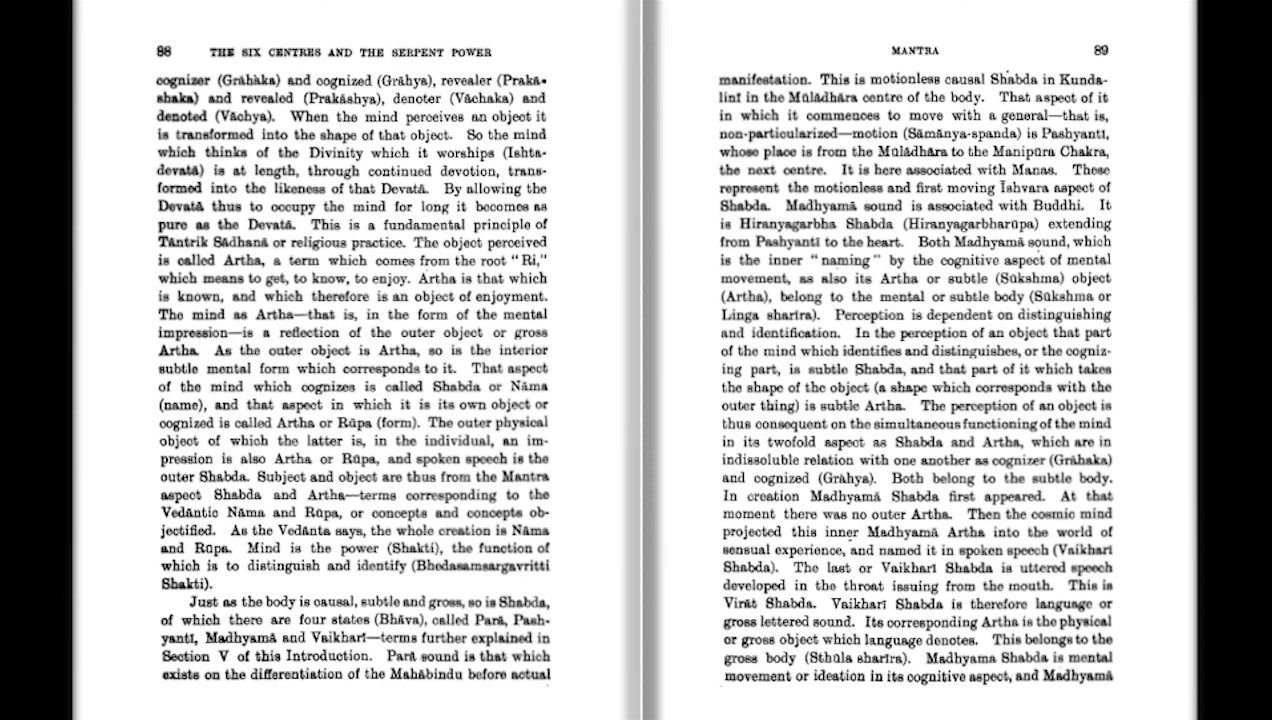 88 THE SIX CENTRES AND THE SERPENT POWER
cognizer (Grāhaka) and cognized (Grāhya), revealer (Prakā-
shaka) and revealed (Prakāshya), denoter (Vāchaka) and
denoted (Vāchya). When the mind perceives an object it
is transformed into the shape of that object. So the mind
which thinks of the Divinity which it worships (Ishta-
devatā) is at length, through continued devotion, trans-
formed into the likeness of that Devatā. By allowing the
Devatā thus to occupy the mind for long it becomes as
pure as the Devatā. This is a fundamental principle of
Tāntrik Sādhanā or religious practice. The object perceived
is called Artha, a term which comes from the root "Ri,"
which means to get, to know, to enjoy. Artha is that which
is known, and which therefore is an object of enjoyment.
The mind as Artha—that is, in the form of the mental
impression—is a reflection of the outer object or gross
Artha. As the outer object is Artha, so is the interior
subtle mental form which corresponds to it. That aspect
of the mind which cognizes is called Shabda or Nāma
(name), and that aspect in which it is its own object or
cognized is called Artha or Rūpa (form). The outer physical
object of which the latter is, in the individual, an im-
pression is also Artha or Rūpa, and spoken speech is the
outer Shabda. Subject and object are thus from the Mantra
aspect Shabda and Artha—terms corresponding to the
Vedāntic Nāma and Rūpa, or concepts and concepts ob-
jectified. As the Vedānta says, the whole creation is Nāma
and Rūpa. Mind is the power (Shakti), the function of
which is to distinguish and identify (Bhedasamsargavritti
Shakti).
Just as the body is causal, subtle and gross, so is Shabda,
of which there are four states (Bhāva), called Parā, Pash-
yantī, Madhyamā and Vaikharī—terms further explained in
Section V of this Introduction. Parā sound is that which
exists on the differentiation of the Mahābindu before actual
MANTRA 89
manifestation. This is motionless causal Shabda in Kunda-
linī in the Mūlādhāra centre of the body. That aspect of it
in which it commences to move with a general—that is,
non-particularized—motion (Sāmānya-spanda) is Pashyantī,
whose place is from the Mūlādhāra to the Manipūra Chakra,
the next centre. It is here associated with Manas. These
represent the motionless and first moving Īshvara aspect of
Shabda. Madhyamā sound is associated with Buddhi. It
is Hiranyagarbha Shabda (Hiranyagarbharūpa) extending
from Pashyantī to the heart. Both Madhyamā sound, which
is the inner "naming" by the cognitive aspect of mental
movement, as also its Artha or subtle (Sūkshma) object
(Artha), belong to the mental or subtle body (Sūkshma or
Linga sharīra). Perception is dependent on distinguishing
and identification. In the perception of an object that part
of the mind which identifies and distinguishes, or the cogniz-
ing part, is subtle Shabda, and that part of it which takes
the shape of the object (a shape which corresponds with the
outer thing) is subtle Artha. The perception of an object is
thus consequent on the simultaneous functioning of the mind
in its twofold aspect as Shabda and Artha, which are in
indissoluble relation with one another as cognizer (Grāhaka)
and cognized (Grāhya). Both belong to the subtle body.
In creation Madhyamā Shabda first appeared. At that
moment there was no outer Artha. Then the cosmic mind
projected this inner Madhyamā Artha into the world of
sensual experience, and named it in spoken speech (Vaikharī
Shabda). The last or Vaikharī Shabda is uttered speech
developed in the throat issuing from the mouth. This is
Virāt Shabda. Vaikharī Shabda is therefore language or
gross lettered sound. Its corresponding Artha is the physical
or gross object which language denotes. This belongs to the
gross body (Sthūla sharīra). Madhyama Shabda is mental
movement or ideation in its cognitive aspect, and Madhyamā